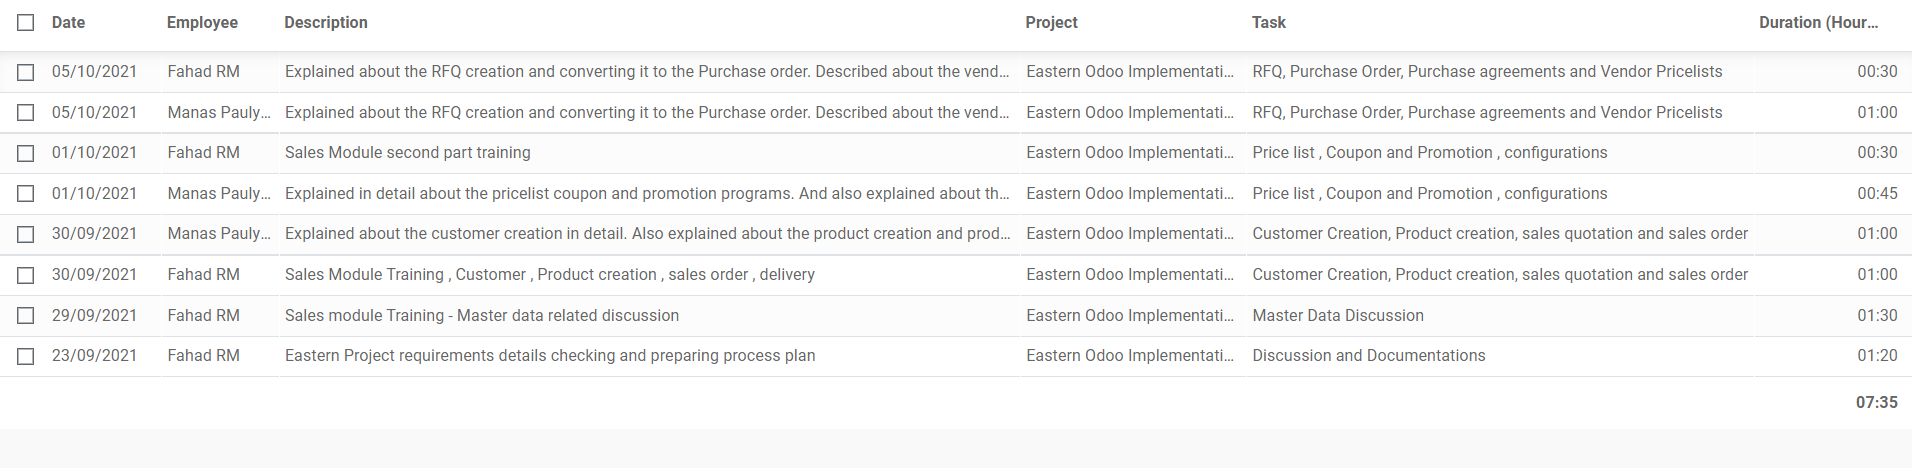 Date Employee Description Project Task Duration (Hour...
05/10/2021 Fahad RM Explained about the RFQ creation and converting it to the Purchase order. Described about the vend... Eastern Odoo Implementati... RFQ, Purchase Order, Purchase agreements and Vendor Pricelists 00:30
05/10/2021 Manas Pauly... Explained about the RFQ creation and converting it to the Purchase order. Described about the vend... Eastern Odoo Implementati... RFQ, Purchase Order, Purchase agreements and Vendor Pricelists 01:00
01/10/2021 Fahad RM Sales Module second part training Eastern Odoo Implementati... Price list , Coupon and Promotion , configurations 00:30
01/10/2021 Manas Pauly... Explained in detail about the pricelist coupon and promotion programs. And also explained about th... Eastern Odoo Implementati... Price list , Coupon and Promotion , configurations 00:45
30/09/2021 Manas Pauly... Explained about the customer creation in detail. Also explained about the product creation and prod... Eastern Odoo Implementati... Customer Creation, Product creation, sales quotation and sales order 01:00
30/09/2021 Fahad RM Sales Module Training , Customer , Product creation , sales order , delivery Eastern Odoo Implementati... Customer Creation, Product creation, sales quotation and sales order 01:00
29/09/2021 Fahad RM Sales module Training - Master data related discussion Eastern Odoo Implementati... Master Data Discussion 01:30
23/09/2021 Fahad RM Eastern Project requirements details checking and preparing process plan Eastern Odoo Implementati... Discussion and Documentations 01:20
07:35